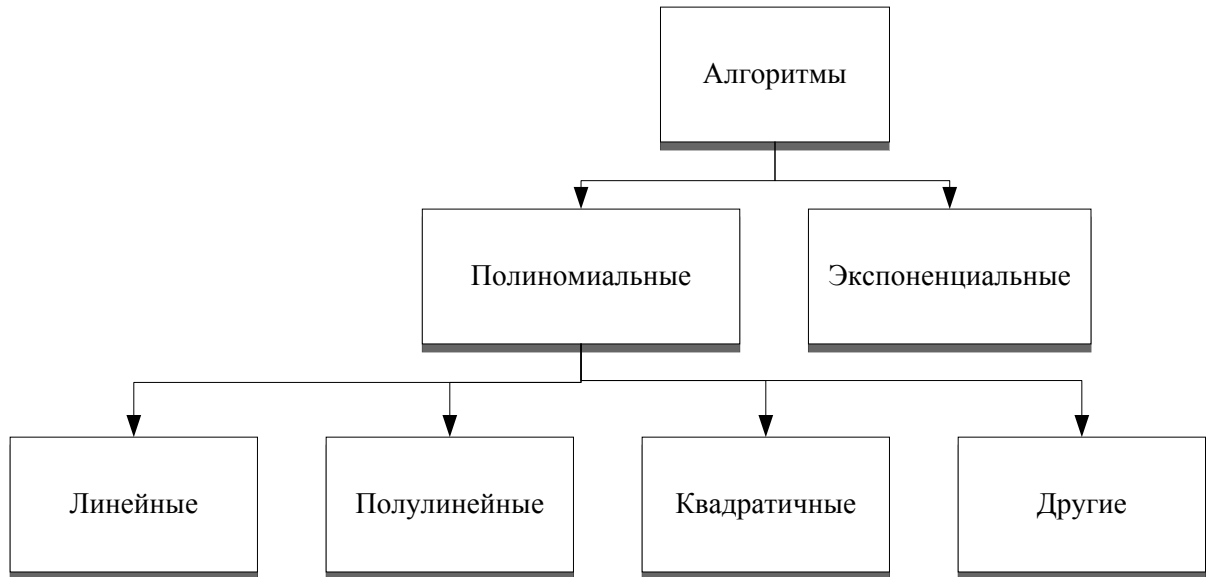 Алгоритмы
Полиномиальные
Экспоненциальные
Линейные
Полулинейные
Квадратичные
Другие